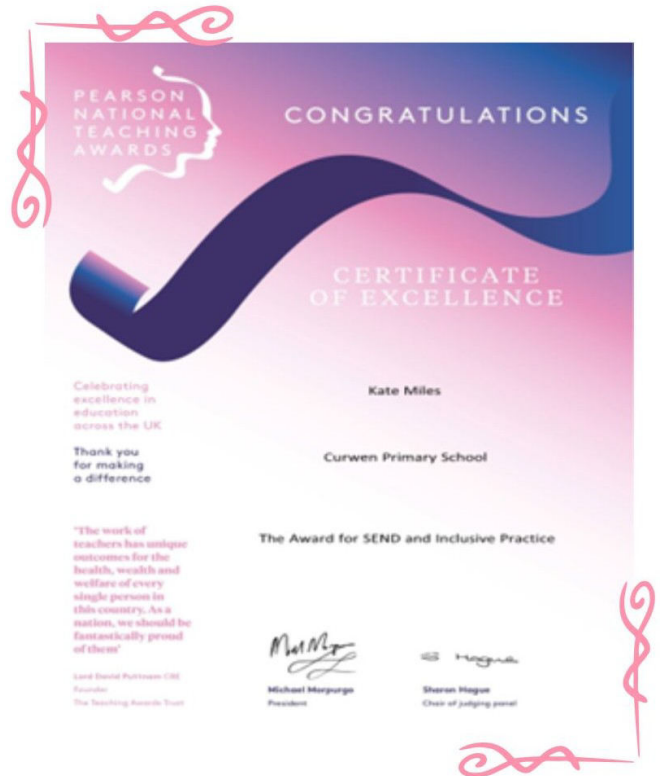 PEARSON
NATIONAL
TEACHING
AWARDS
CONGRATULATIONS
CERTIFICATE
OF EXCELLENCE
Celebrating
excellence in
education
across the UK
Thank you
for making
a difference
Kate Miles
Curwen Primary School
The Award for SEND and Inclusive Practice
'The work of
teachers has unique
outcomes for the
health, wealth and
welfare of every
single person in
this country. As a
nation, we should be
fantastically proud
of them'
Lord David Puttnam CBE
Founder
The Teaching Awards Trust
Michael Morpurgo
President
S Hague
Sharon Hague
Chair of judging panel